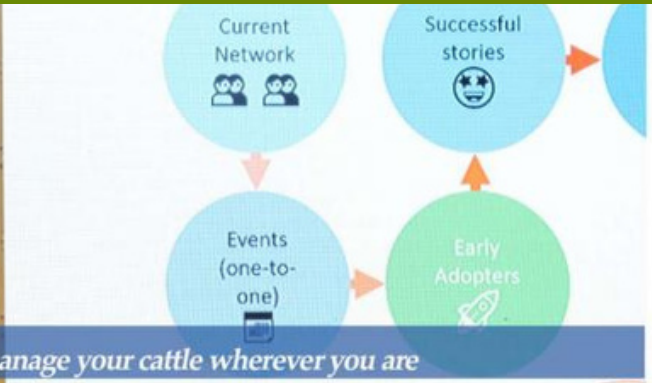 Current
Network
Successful
stories
Events
(one-to-
one)
Early
Adopters
anage your cattle wherever you are